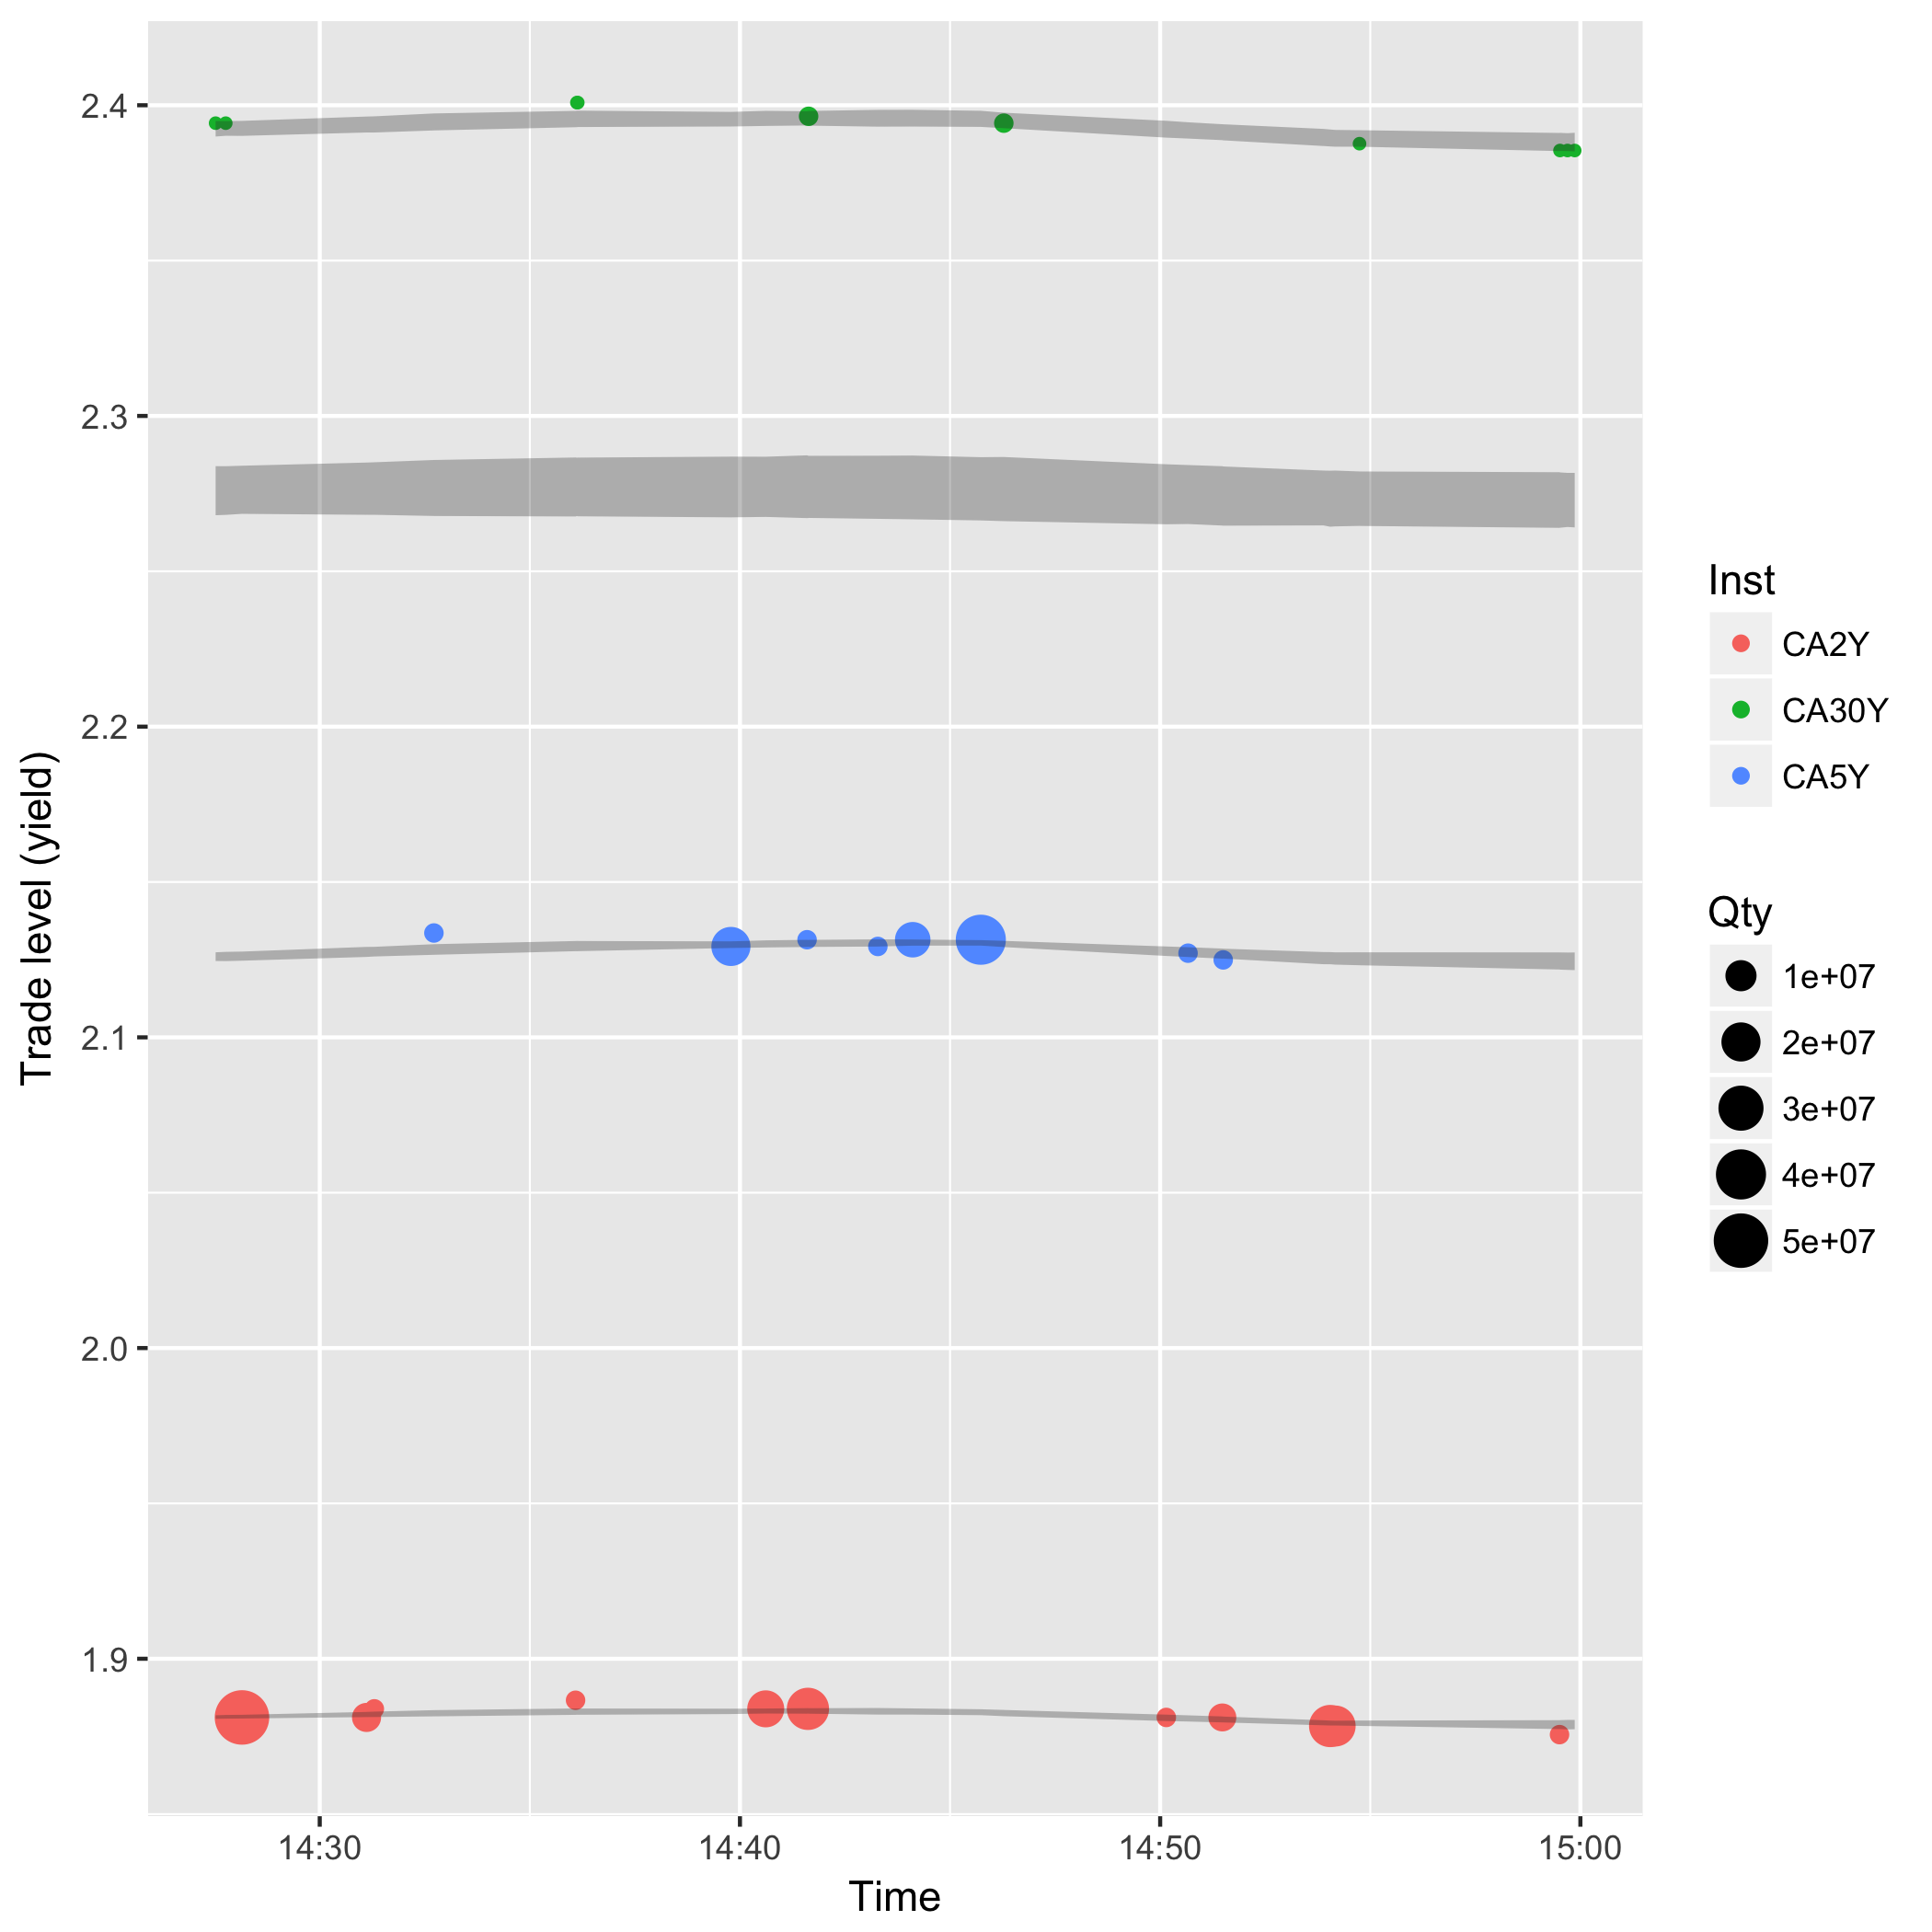 Trade level (yield)
2.4
2.3
2.2
2.1
2.0
1.9
14:30
14:40
14:50
15:00
Time
Inst
CA2Y
CA30Y
CA5Y
Qty
1e+07
2e+07
3e+07
4e+07
5e+07